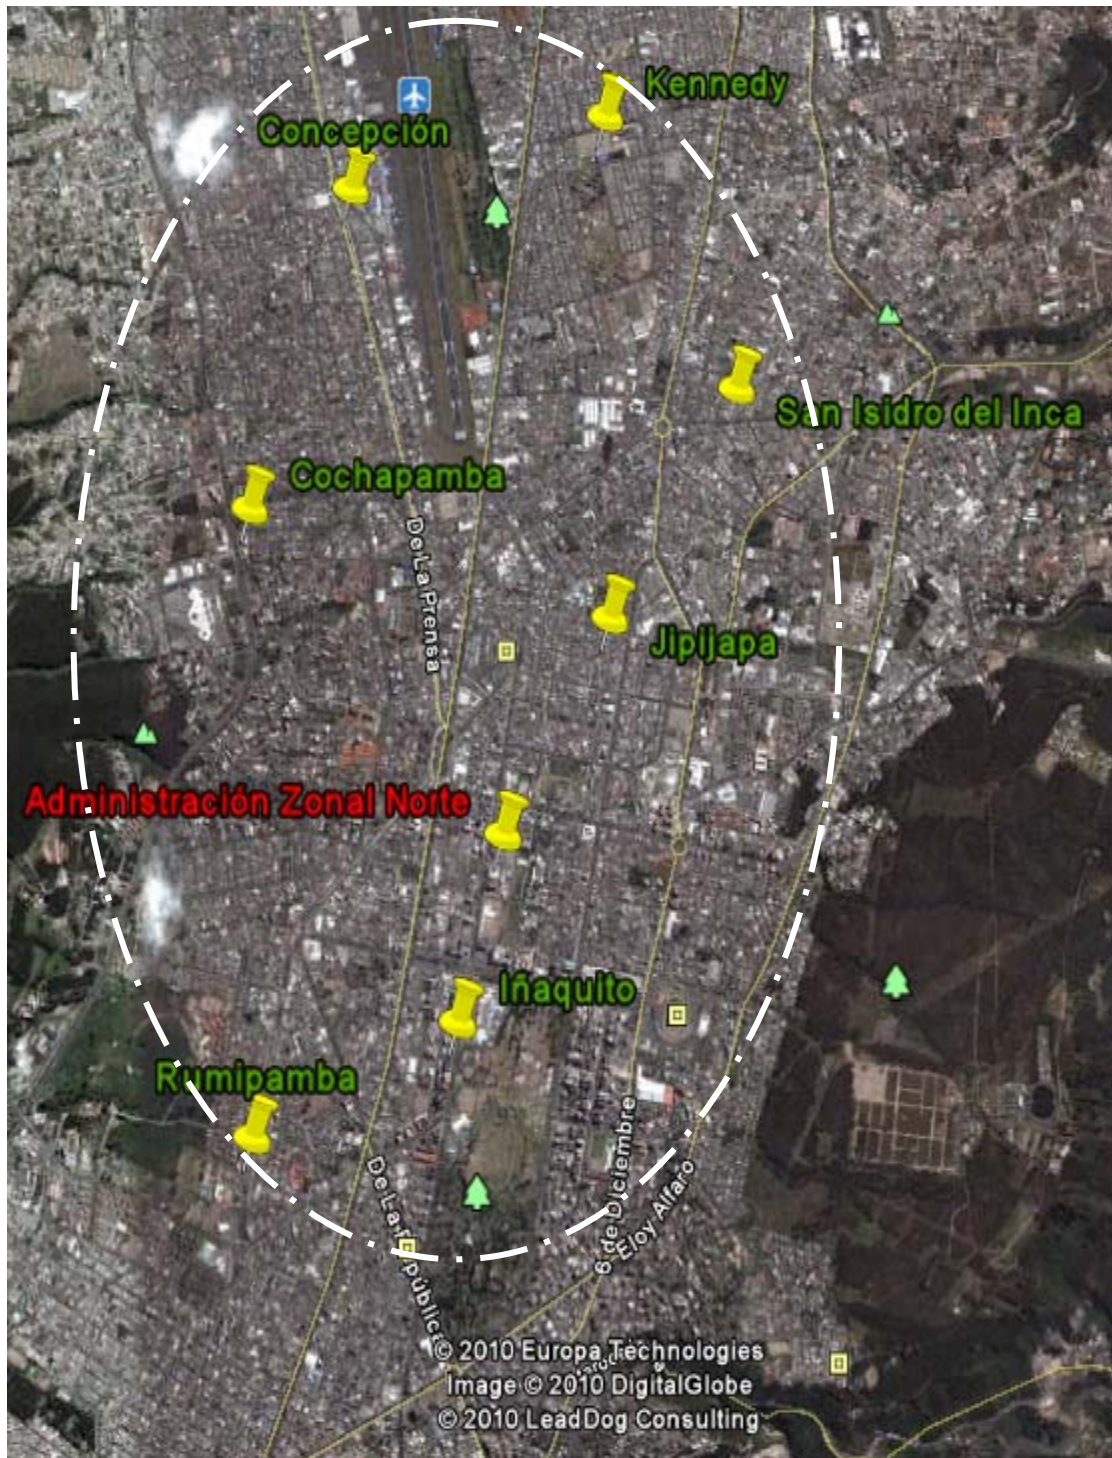 Kennedy
Concepción
San Isidro del Inca
Cochapamba
De La Prensa
Jipijapa
Administración Zonal Norte
Iñaquito
Rumipamba
6 de Diciembre
Eloy Alfaro
De La República
© 2010 Europa Technologies
Image © 2010 DigitalGlobe
© 2010 LeadDog Consulting